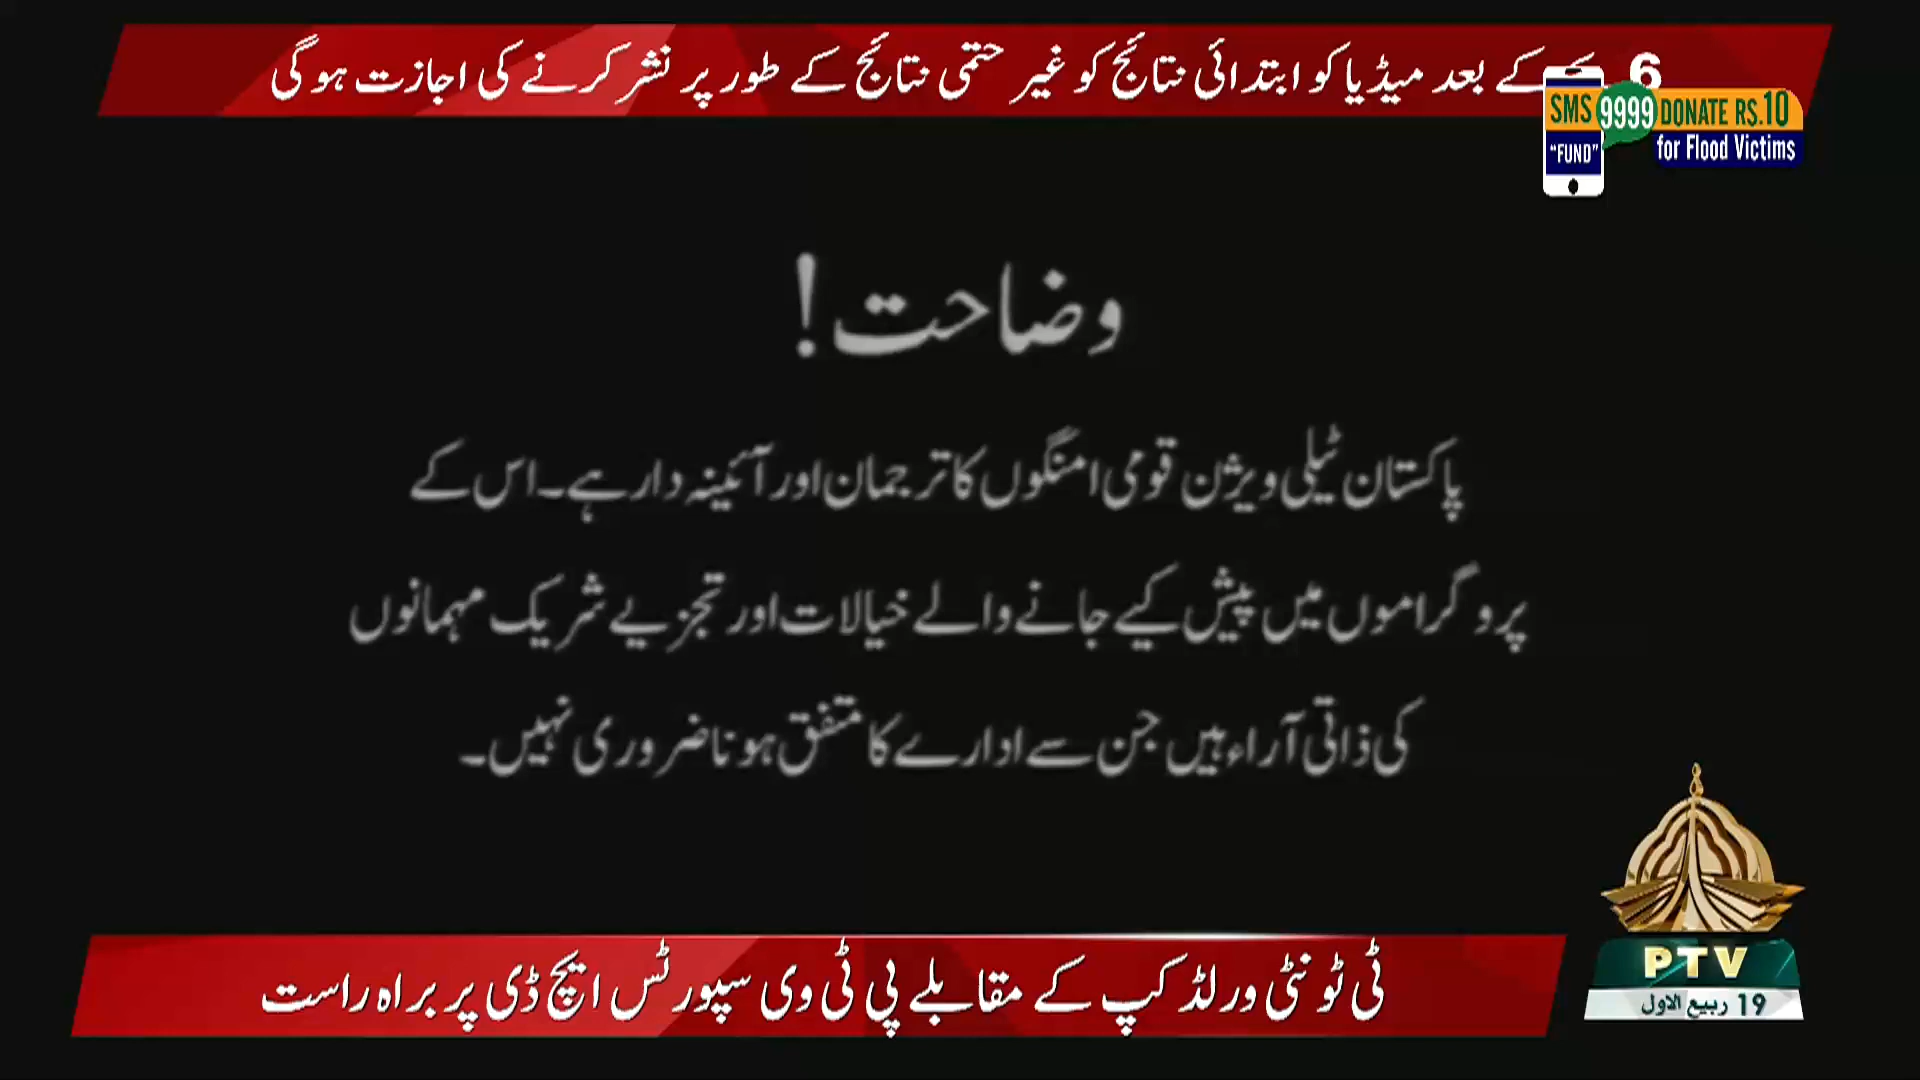 6 کے بعد میڈیا کو ابتدائی نتائج کو غیر حتمی نتائج کے طور پر نشر کرنے کی اجازت ہوگی
SMS 9999 DONATE RS.10
"FUND" for Flood Victims
وضاحت!
پاکستان ٹیلی ویژن قومی امنگوں کا ترجمان اور آئینہ دار ہے۔ اس کے
پروگراموں میں پیش کیے جانے والے خیالات اور تجزیے شریک مہمانوں
کی ذاتی آراء ہیں جن سے ادارے کا متفق ہونا ضروری نہیں۔
PTV
19 ربیع الاول
ٹی ٹونٹی ورلڈ کپ کے مقابلے پی ٹی وی سپورٹس ایچ ڈی پر براہ راست